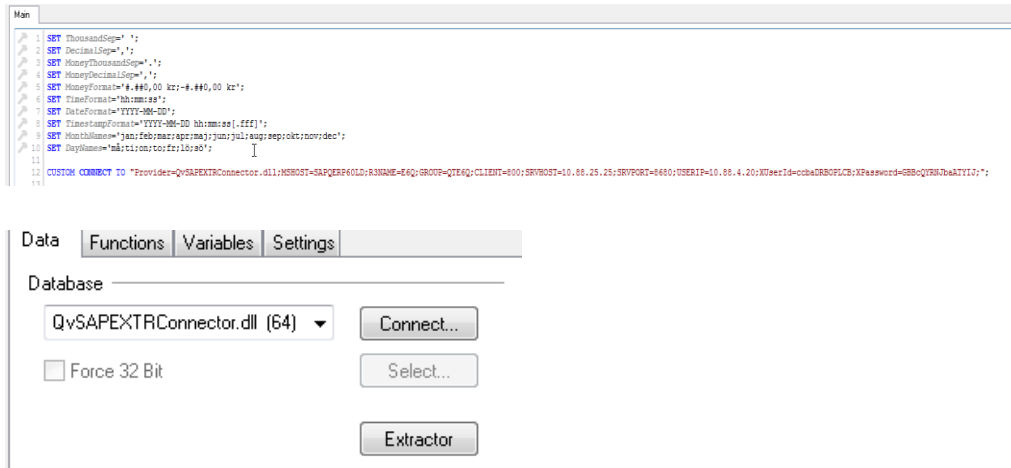 Main
1 SET ThousandSep=' ';
2 SET DecimalSep=',';
3 SET MoneyThousandSep='.';
4 SET MoneyDecimalSep=',';
5 SET MoneyFormat='#.##0,00 kr;-#.##0,00 kr';
6 SET TimeFormat='hh:mm:ss';
7 SET DateFormat='YYYY-MM-DD';
8 SET TimestampFormat='YYYY-MM-DD hh:mm:ss[.fff]';
9 SET MonthNames='jan;feb;mar;apr;maj;jun;jul;aug;sep;okt;nov;dec';
10 SET DayNames='må;ti;on;to;fr;lö;sö';
11
12 CUSTOM CONNECT TO "Provider=QvSAPEXTRConnector.dll;MSHOST=SAPQERP60LD;R3NAME=E6Q;GROUP=QTE6Q;CLIENT=800;SRVHOST=10.88.25.25;SRVPORT=8680;USERIP=10.88.4.20;XUserId=ccbaDRBOPLCB;XPassword=GBBcQYRNJbaATYIJ;";
13
Data Functions Variables Settings
Database
QvSAPEXTRConnector.dll (64) Connect...
Force 32 Bit Select...
Extractor